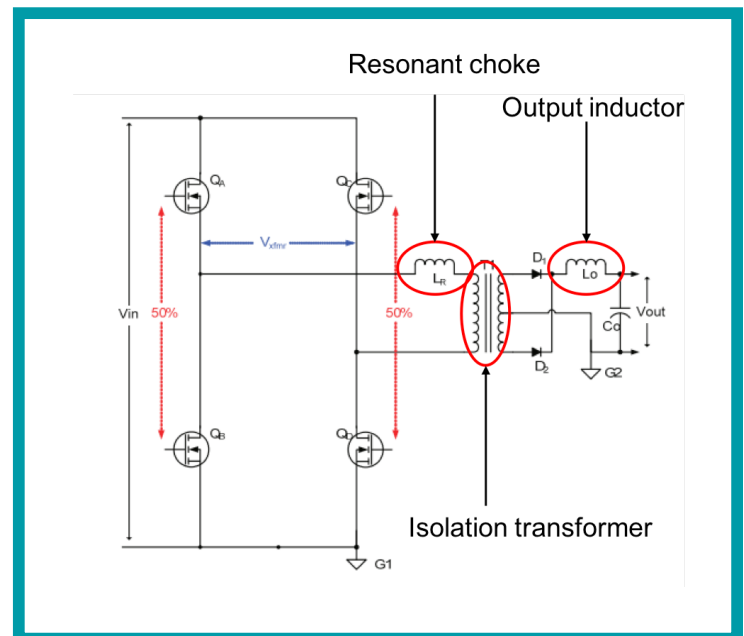 Resonant choke
Output inductor
QA
QC
Vxfmr
LR
D1
Lo
Vin
50%
50%
Vout
Co
D2
G2
QB
QD
Isolation transformer
G1